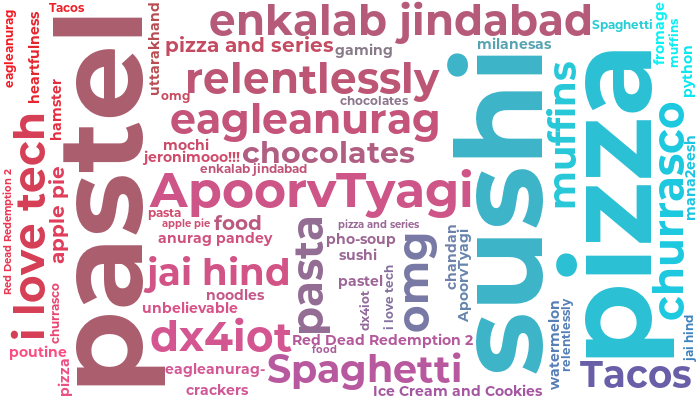 Tacos
enkalab jindabad
Spaghetti
fromage
muffins
python
eagleanurag
heartfulness
uttarakhand
pizza and series
gaming
milanesas
relentlessly
omg
chocolates
hamster
eagleanurag
mochi
jeronimooo!!!
chocolates
enkalab jindabad
pastel
sushi
muffins
pizza
churrasco
mana2eesh
i love tech
apple pie
Red Dead Redemption 2
ApoorvTyagi
pasta
apple pie
food
pizza and series
anurag pandey
pasta
pho-soup
sushi
omg
chandan
ApoorvTyagi
jai hind
pastel
i love tech
dx4iot
noodles
unbelievable
churrasco
dx4iot
Red Dead Redemption 2
food
watermelon
relentlessly
jai hind
poutine
pizza
eagleanurag-
Spaghetti
Tacos
crackers
Ice Cream and Cookies